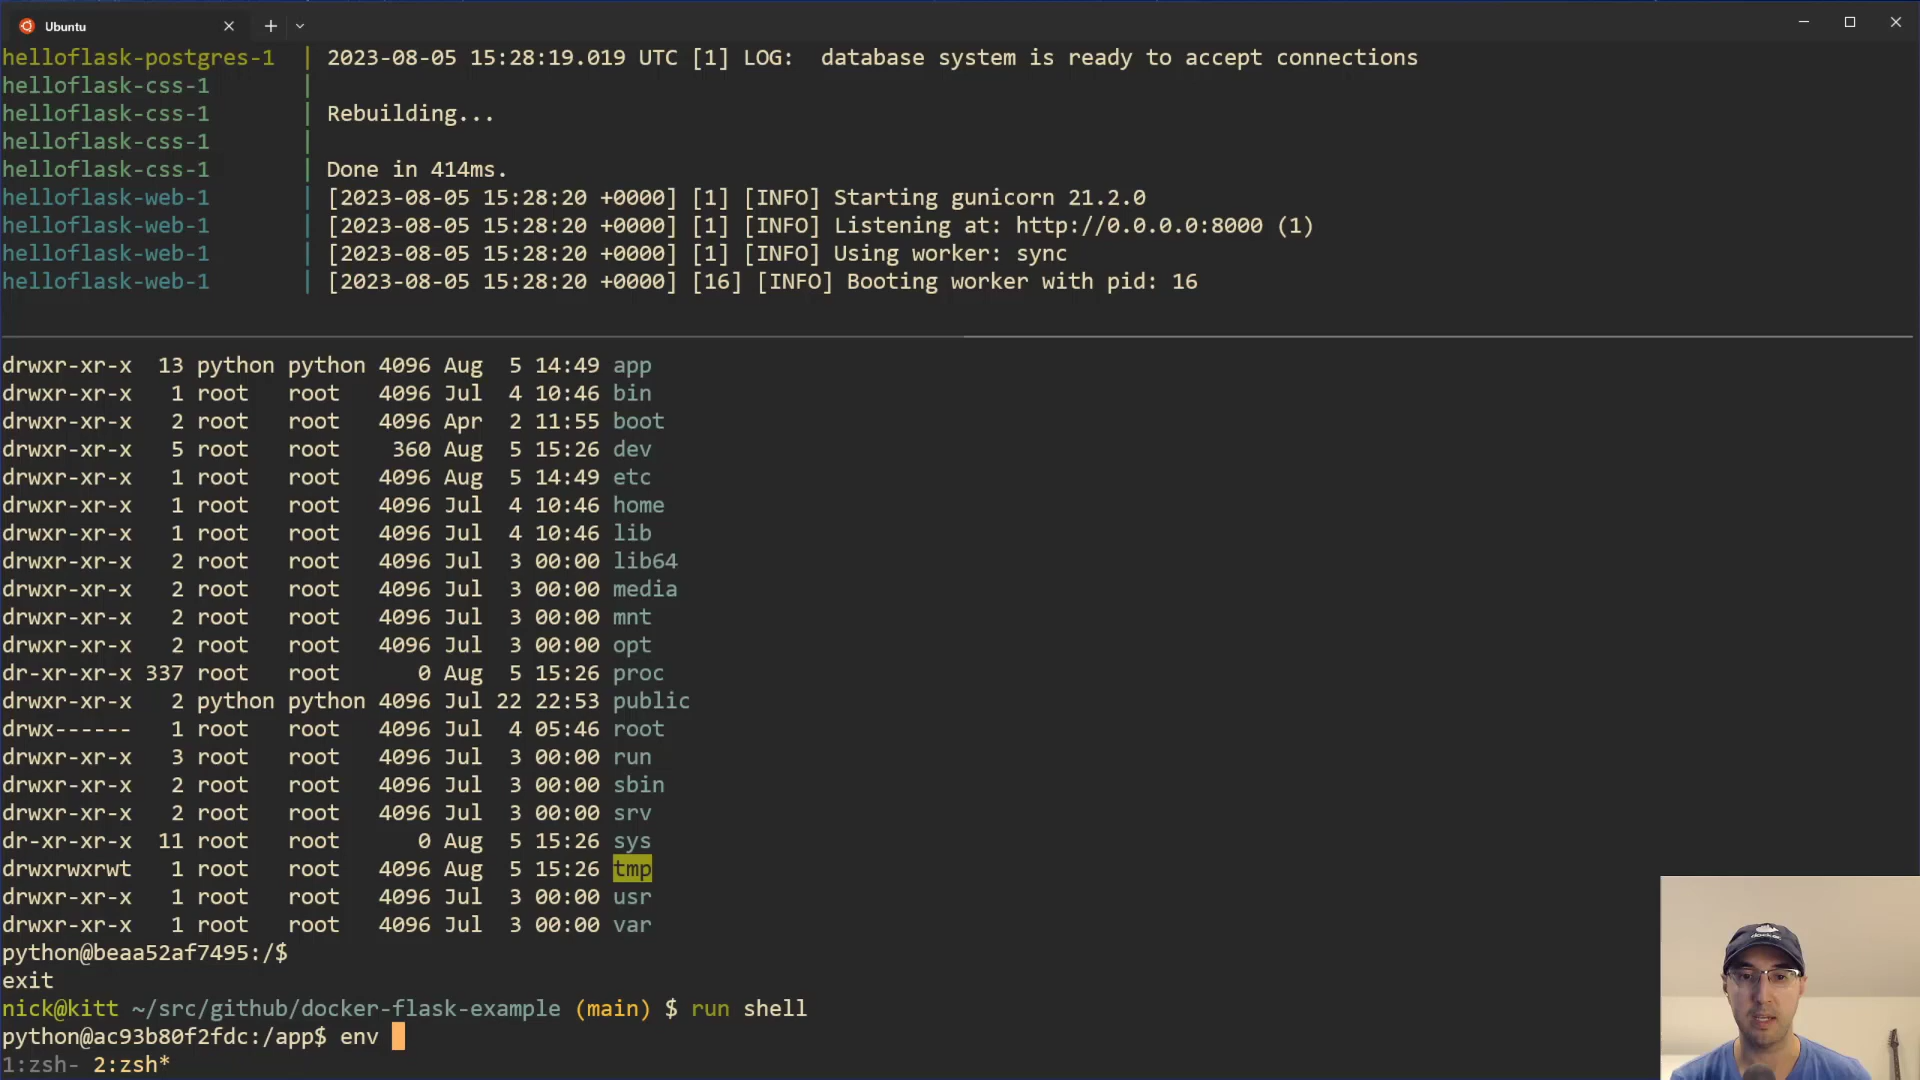 Ubuntu
helloflask-postgres-1 | 2023-08-05 15:28:19.019 UTC [1] LOG:  database system is ready to accept connections
helloflask-css-1 |
helloflask-css-1 | Rebuilding...
helloflask-css-1 |
helloflask-css-1 | Done in 414ms.
helloflask-web-1 | [2023-08-05 15:28:20 +0000] [1] [INFO] Starting gunicorn 21.2.0
helloflask-web-1 | [2023-08-05 15:28:20 +0000] [1] [INFO] Listening at: http://0.0.0.0:8000 (1)
helloflask-web-1 | [2023-08-05 15:28:20 +0000] [1] [INFO] Using worker: sync
helloflask-web-1 | [2023-08-05 15:28:20 +0000] [16] [INFO] Booting worker with pid: 16
drwxr-xr-x  13 python python 4096 Aug  5 14:49 app
drwxr-xr-x   1 root   root   4096 Jul  4 10:46 bin
drwxr-xr-x   2 root   root   4096 Apr  2 11:55 boot
drwxr-xr-x   5 root   root    360 Aug  5 15:26 dev
drwxr-xr-x   1 root   root   4096 Aug  5 14:49 etc
drwxr-xr-x   1 root   root   4096 Jul  4 10:46 home
drwxr-xr-x   1 root   root   4096 Jul  4 10:46 lib
drwxr-xr-x   2 root   root   4096 Jul  3 00:00 lib64
drwxr-xr-x   2 root   root   4096 Jul  3 00:00 media
drwxr-xr-x   2 root   root   4096 Jul  3 00:00 mnt
drwxr-xr-x   2 root   root   4096 Jul  3 00:00 opt
dr-xr-xr-x 337 root   root      0 Aug  5 15:26 proc
drwxr-xr-x   2 python python 4096 Jul 22 22:53 public
drwx------   1 root   root   4096 Jul  4 05:46 root
drwxr-xr-x   3 root   root   4096 Jul  3 00:00 run
drwxr-xr-x   2 root   root   4096 Jul  3 00:00 sbin
drwxr-xr-x   2 root   root   4096 Jul  3 00:00 srv
dr-xr-xr-x  11 root   root      0 Aug  5 15:26 sys
drwxrwxrwt   1 root   root   4096 Aug  5 15:26 tmp
drwxr-xr-x   1 root   root   4096 Jul  3 00:00 usr
drwxr-xr-x   1 root   root   4096 Jul  3 00:00 var
python@beaa52af7495:/$
exit
nick@kitt ~/src/github/docker-flask-example (main) $ run shell
python@ac93b80f2fdc:/app$ env
1:zsh- 2:zsh*